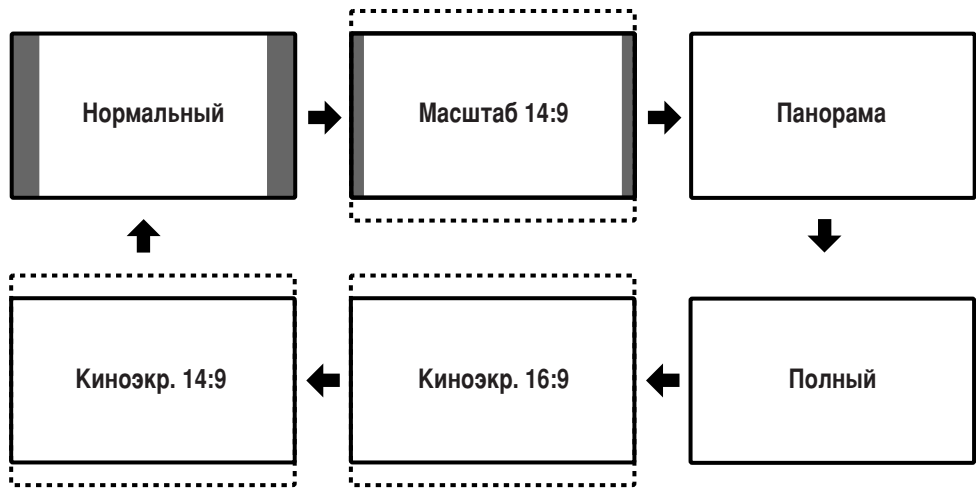 Нормальный
Масштаб 14:9
Панорама
Киноэкр. 14:9
Киноэкр. 16:9
Полный